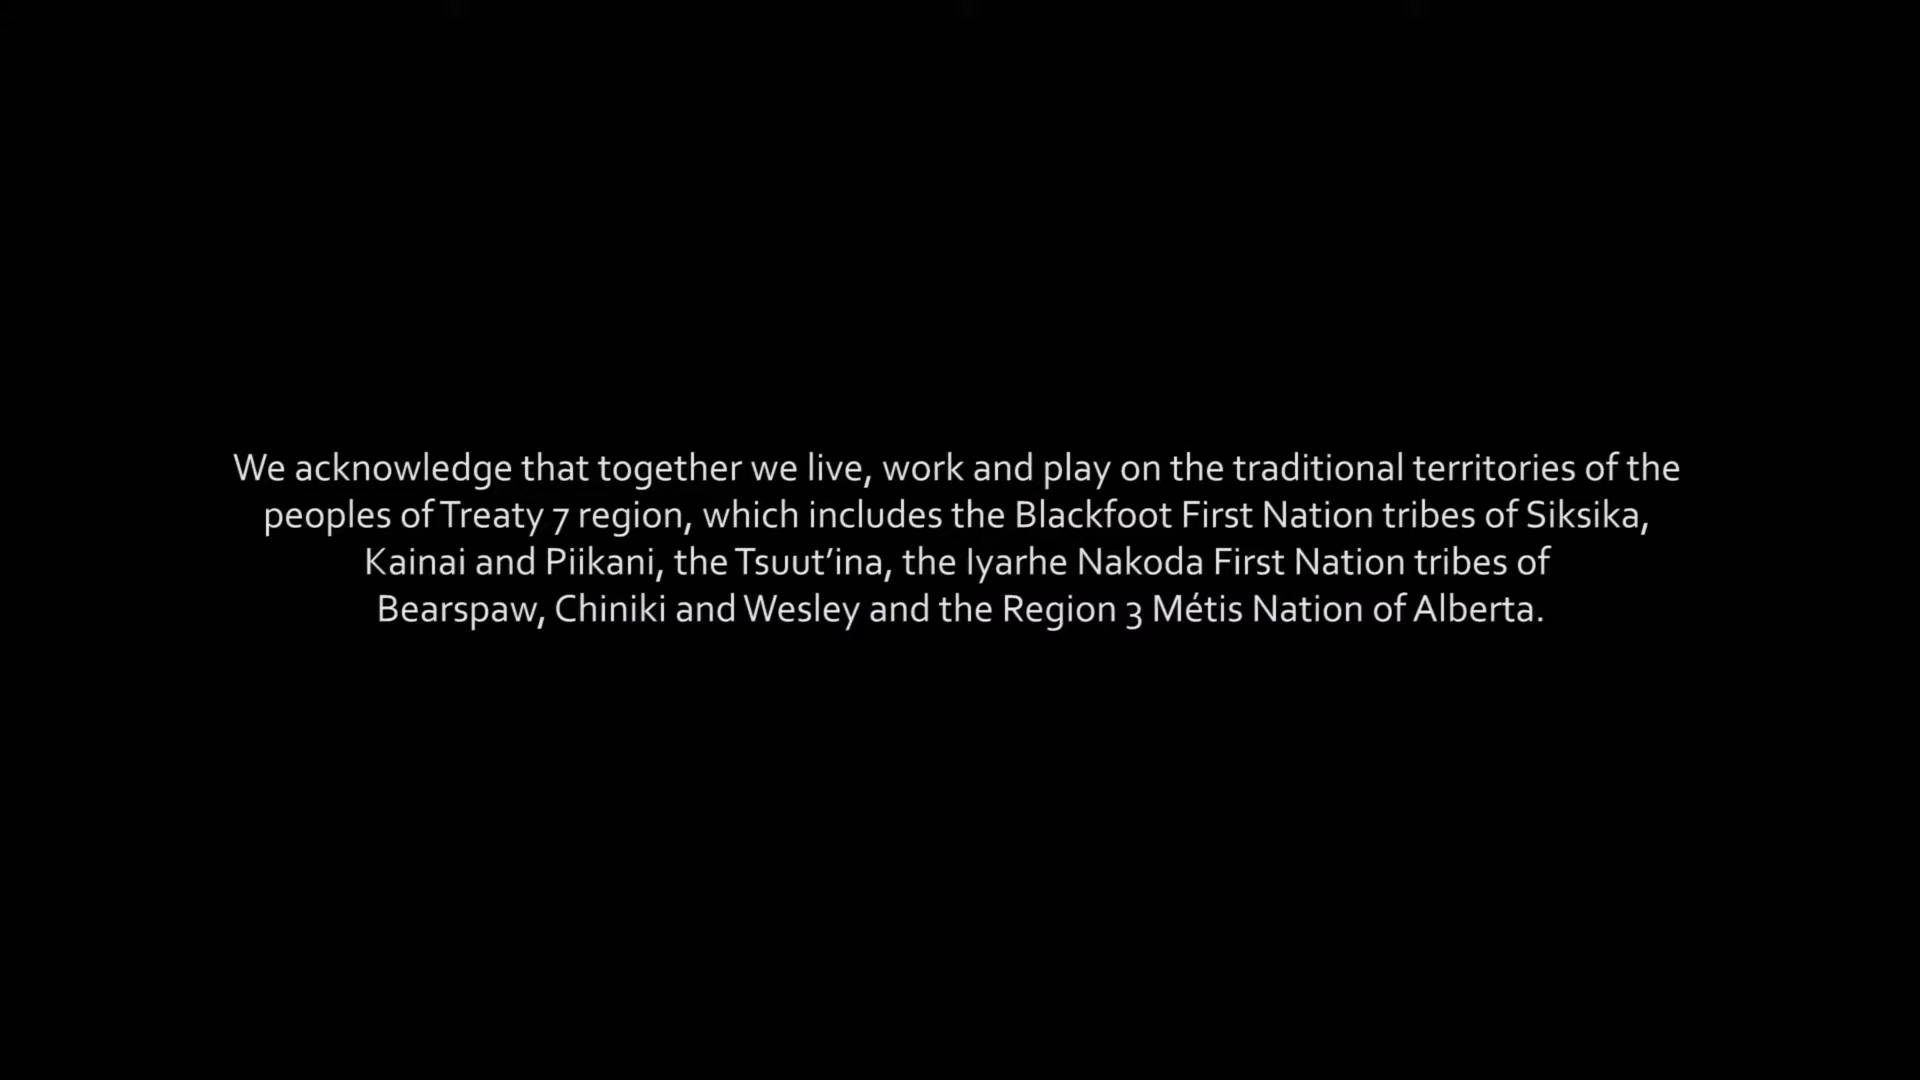 We acknowledge that together we live, work and play on the traditional territories of the
peoples of Treaty 7 region, which includes the Blackfoot First Nation tribes of Siksika,
Kainai and Piikani, the Tsuut’ina, the Iyarhe Nakoda First Nation tribes of
Bearspaw, Chiniki and Wesley and the Region 3 Métis Nation of Alberta.